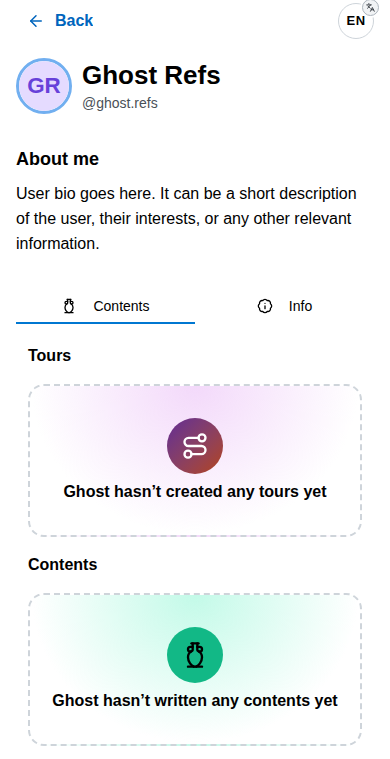 Back
EN
GR
Ghost Refs
@ghost.refs
About me
User bio goes here. It can be a short description
of the user, their interests, or any other relevant
information.
Contents
Info
Tours
Ghost hasn’t created any tours yet
Contents
Ghost hasn’t written any contents yet